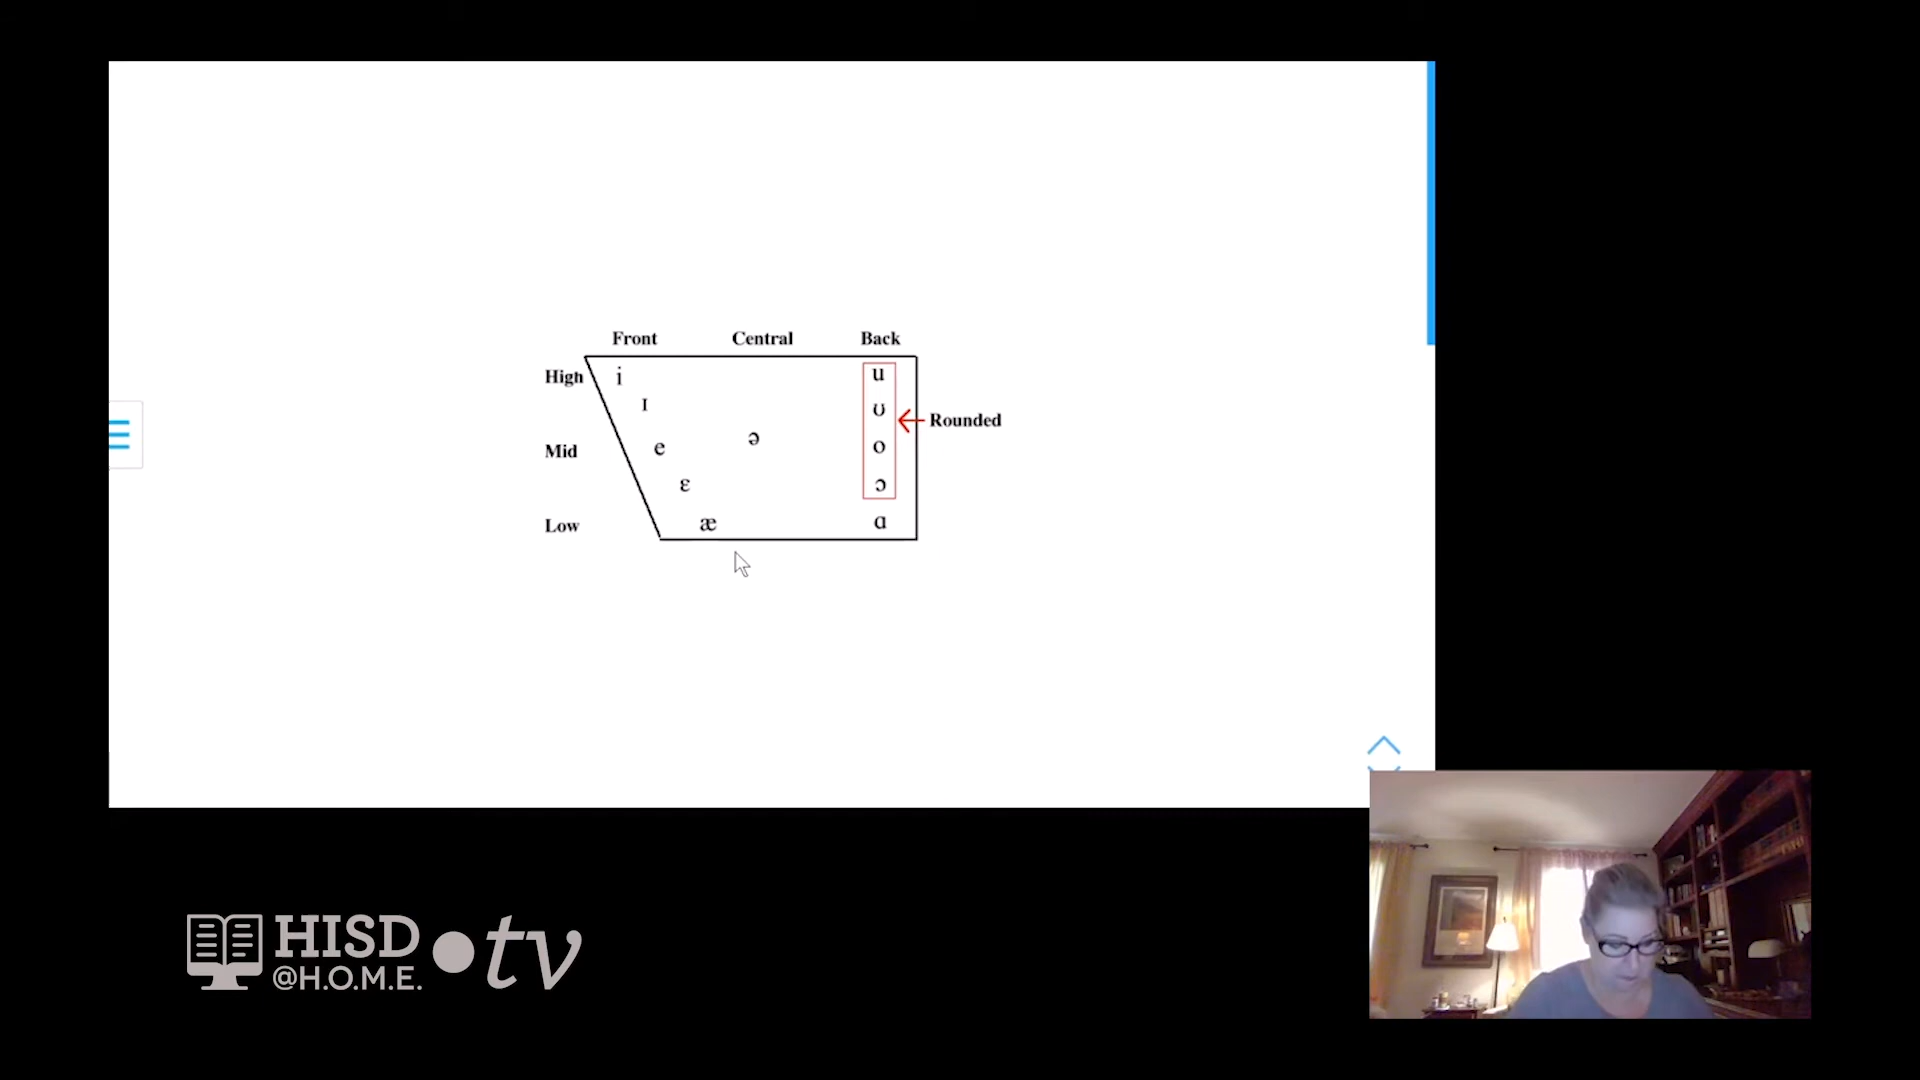 Front Central Back
High i u
ɪ ʊ
Rounded
Mid e ə o
ɛ ɔ
Low æ ɑ
HISD
@H.O.M.E. tv